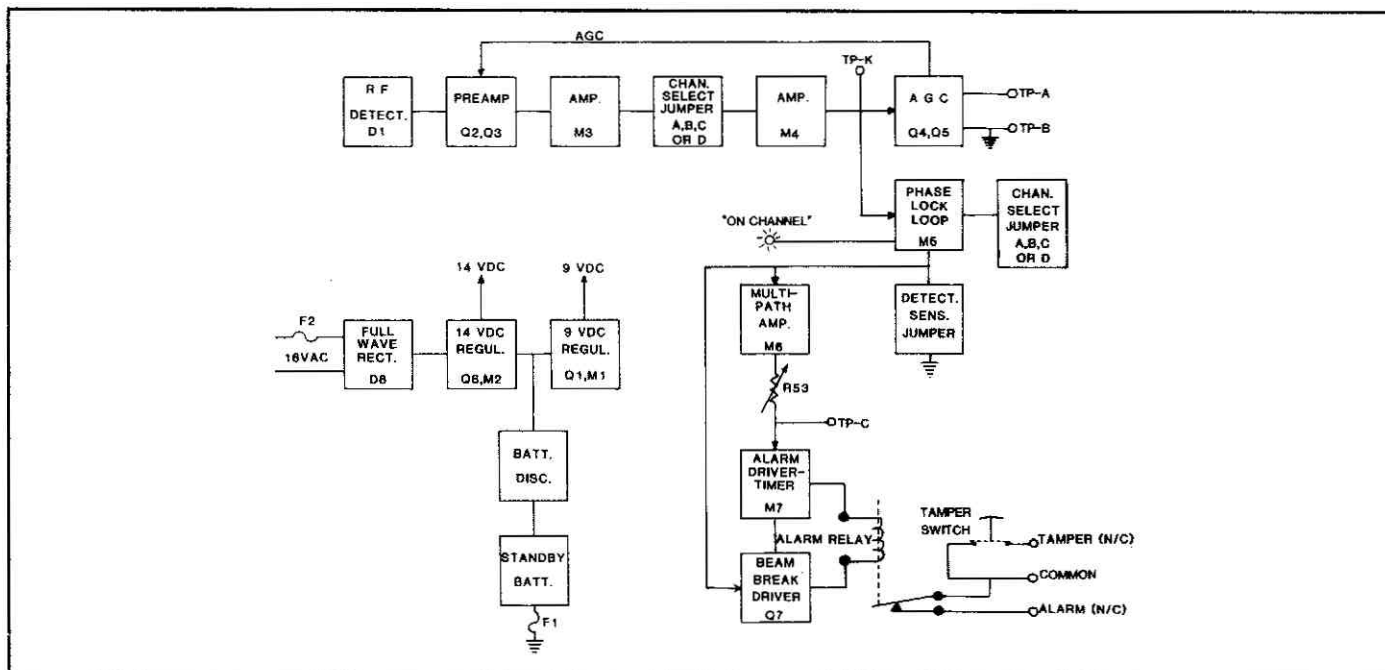 AGC
TP-K
R F
DETECT.
D1
PREAMP
Q2,Q3
AMP.
M3
CHAN.
SELECT
JUMPER
A,B,C
OR D
AMP.
M4
A G C
Q4,Q5
TP-A
TP-B
"ON CHANNEL"
PHASE
LOCK
LOOP
M5
CHAN.
SELECT
JUMPER
A,B,C
OR D
14 VDC
9 VDC
F2
16VAC
FULL
WAVE
RECT.
D8
14 VDC
REGUL.
Q6,M2
9 VDC
REGUL.
Q1,M1
MULTI-
PATH
AMP.
M6
DETECT.
SENS.
JUMPER
R53
TP-C
BATT.
DISC.
ALARM
DRIVER-
TIMER
M7
STANDBY
BATT.
F1
ALARM RELAY
BEAM
BREAK
DRIVER
Q7
TAMPER
SWITCH
TAMPER (N/C)
COMMON
ALARM (N/C)